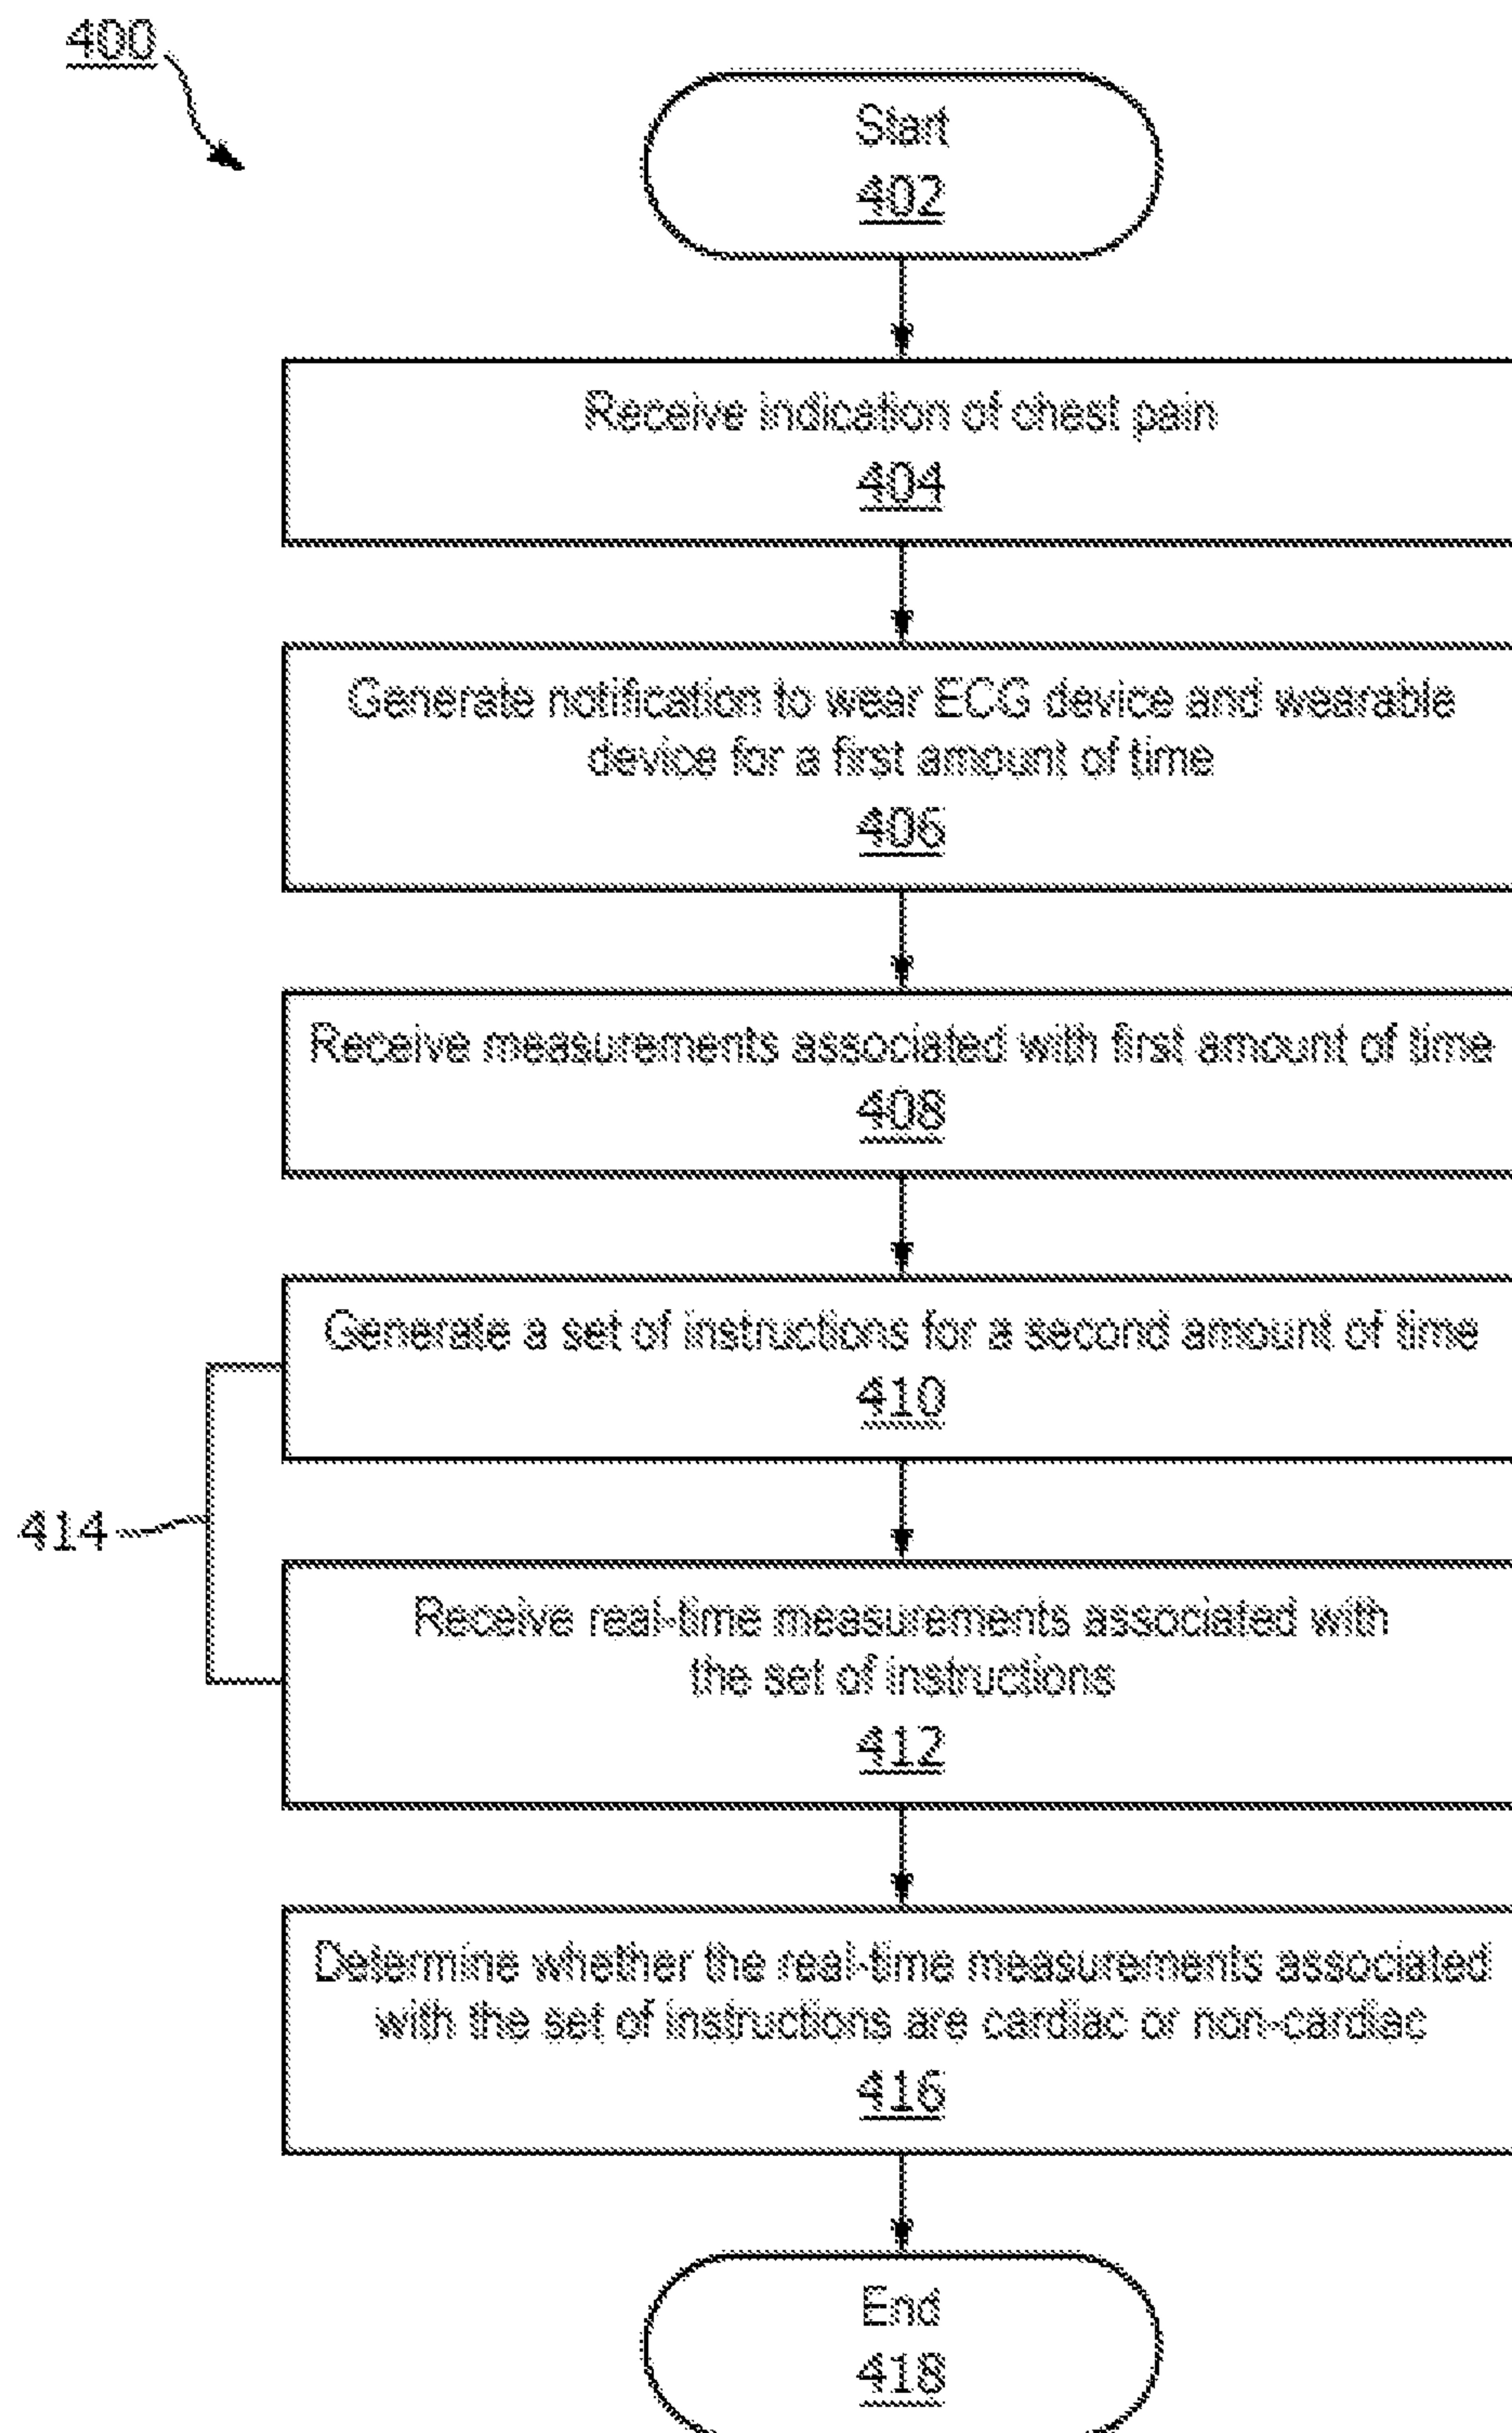 400
Start
402
Receive indication of chest pain
404
Generate notification to wear ECG device and wearable
device for a first amount of time
406
Receive measurements associated with first amount of time
408
Generate a set of instructions for a second amount of time
410
414
Receive real-time measurements associated with
the set of instructions
412
Determine whether the real-time measurements associated
with the set of instructions are cardiac or non-cardiac
416
End
418